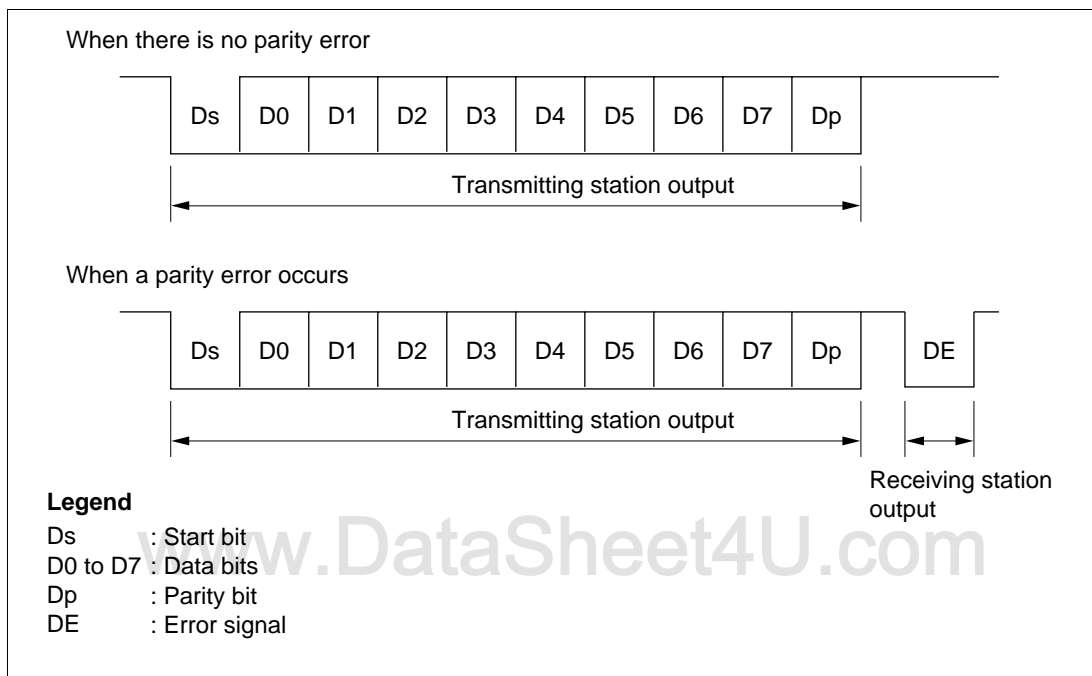 When there is no parity error
Ds D0 D1 D2 D3 D4 D5 D6 D7 Dp
Transmitting station output
When a parity error occurs
Ds D0 D1 D2 D3 D4 D5 D6 D7 Dp DE
Transmitting station output
Receiving station
output
Legend
Ds : Start bit
D0 to D7 : Data bits
Dp : Parity bit
DE : Error signal
www.DataSheet4U.com